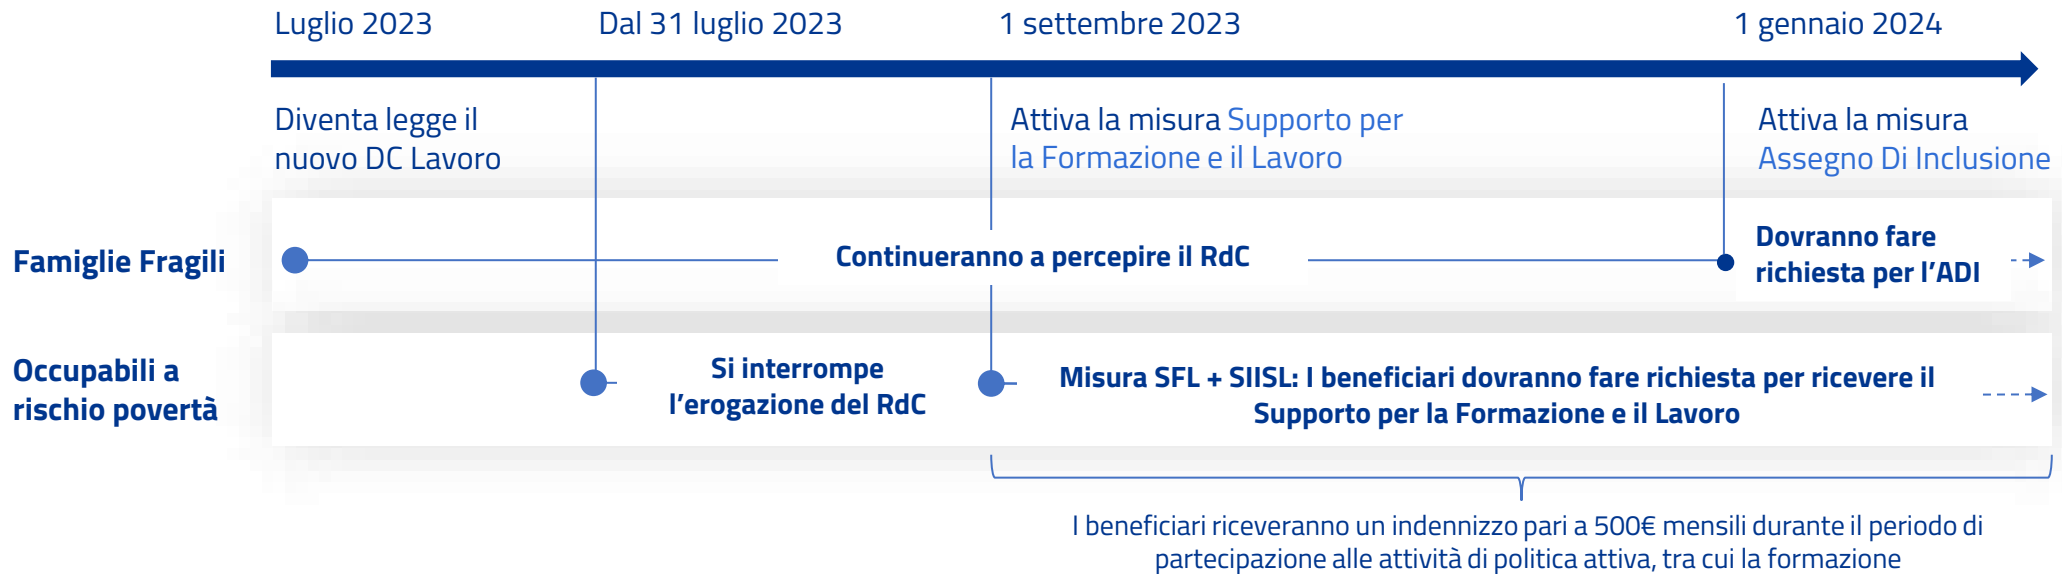 Luglio 2023
Dal 31 luglio 2023
1 settembre 2023
1 gennaio 2024
Diventa legge il
nuovo DC Lavoro
Attiva la misura Supporto per
la Formazione e il Lavoro
Attiva la misura
Assegno Di Inclusione
Famiglie Fragili
Continueranno a percepire il RdC
Dovranno fare
richiesta per l'ADI
Occupabili a
rischio povertà
Si interrompe
l'erogazione del RdC
Misura SFL + SIISL: I beneficiari dovranno fare richiesta per ricevere il
Supporto per la Formazione e il Lavoro
I beneficiari riceveranno un indennizzo pari a 500€ mensili durante il periodo di
partecipazione alle attività di politica attiva, tra cui la formazione